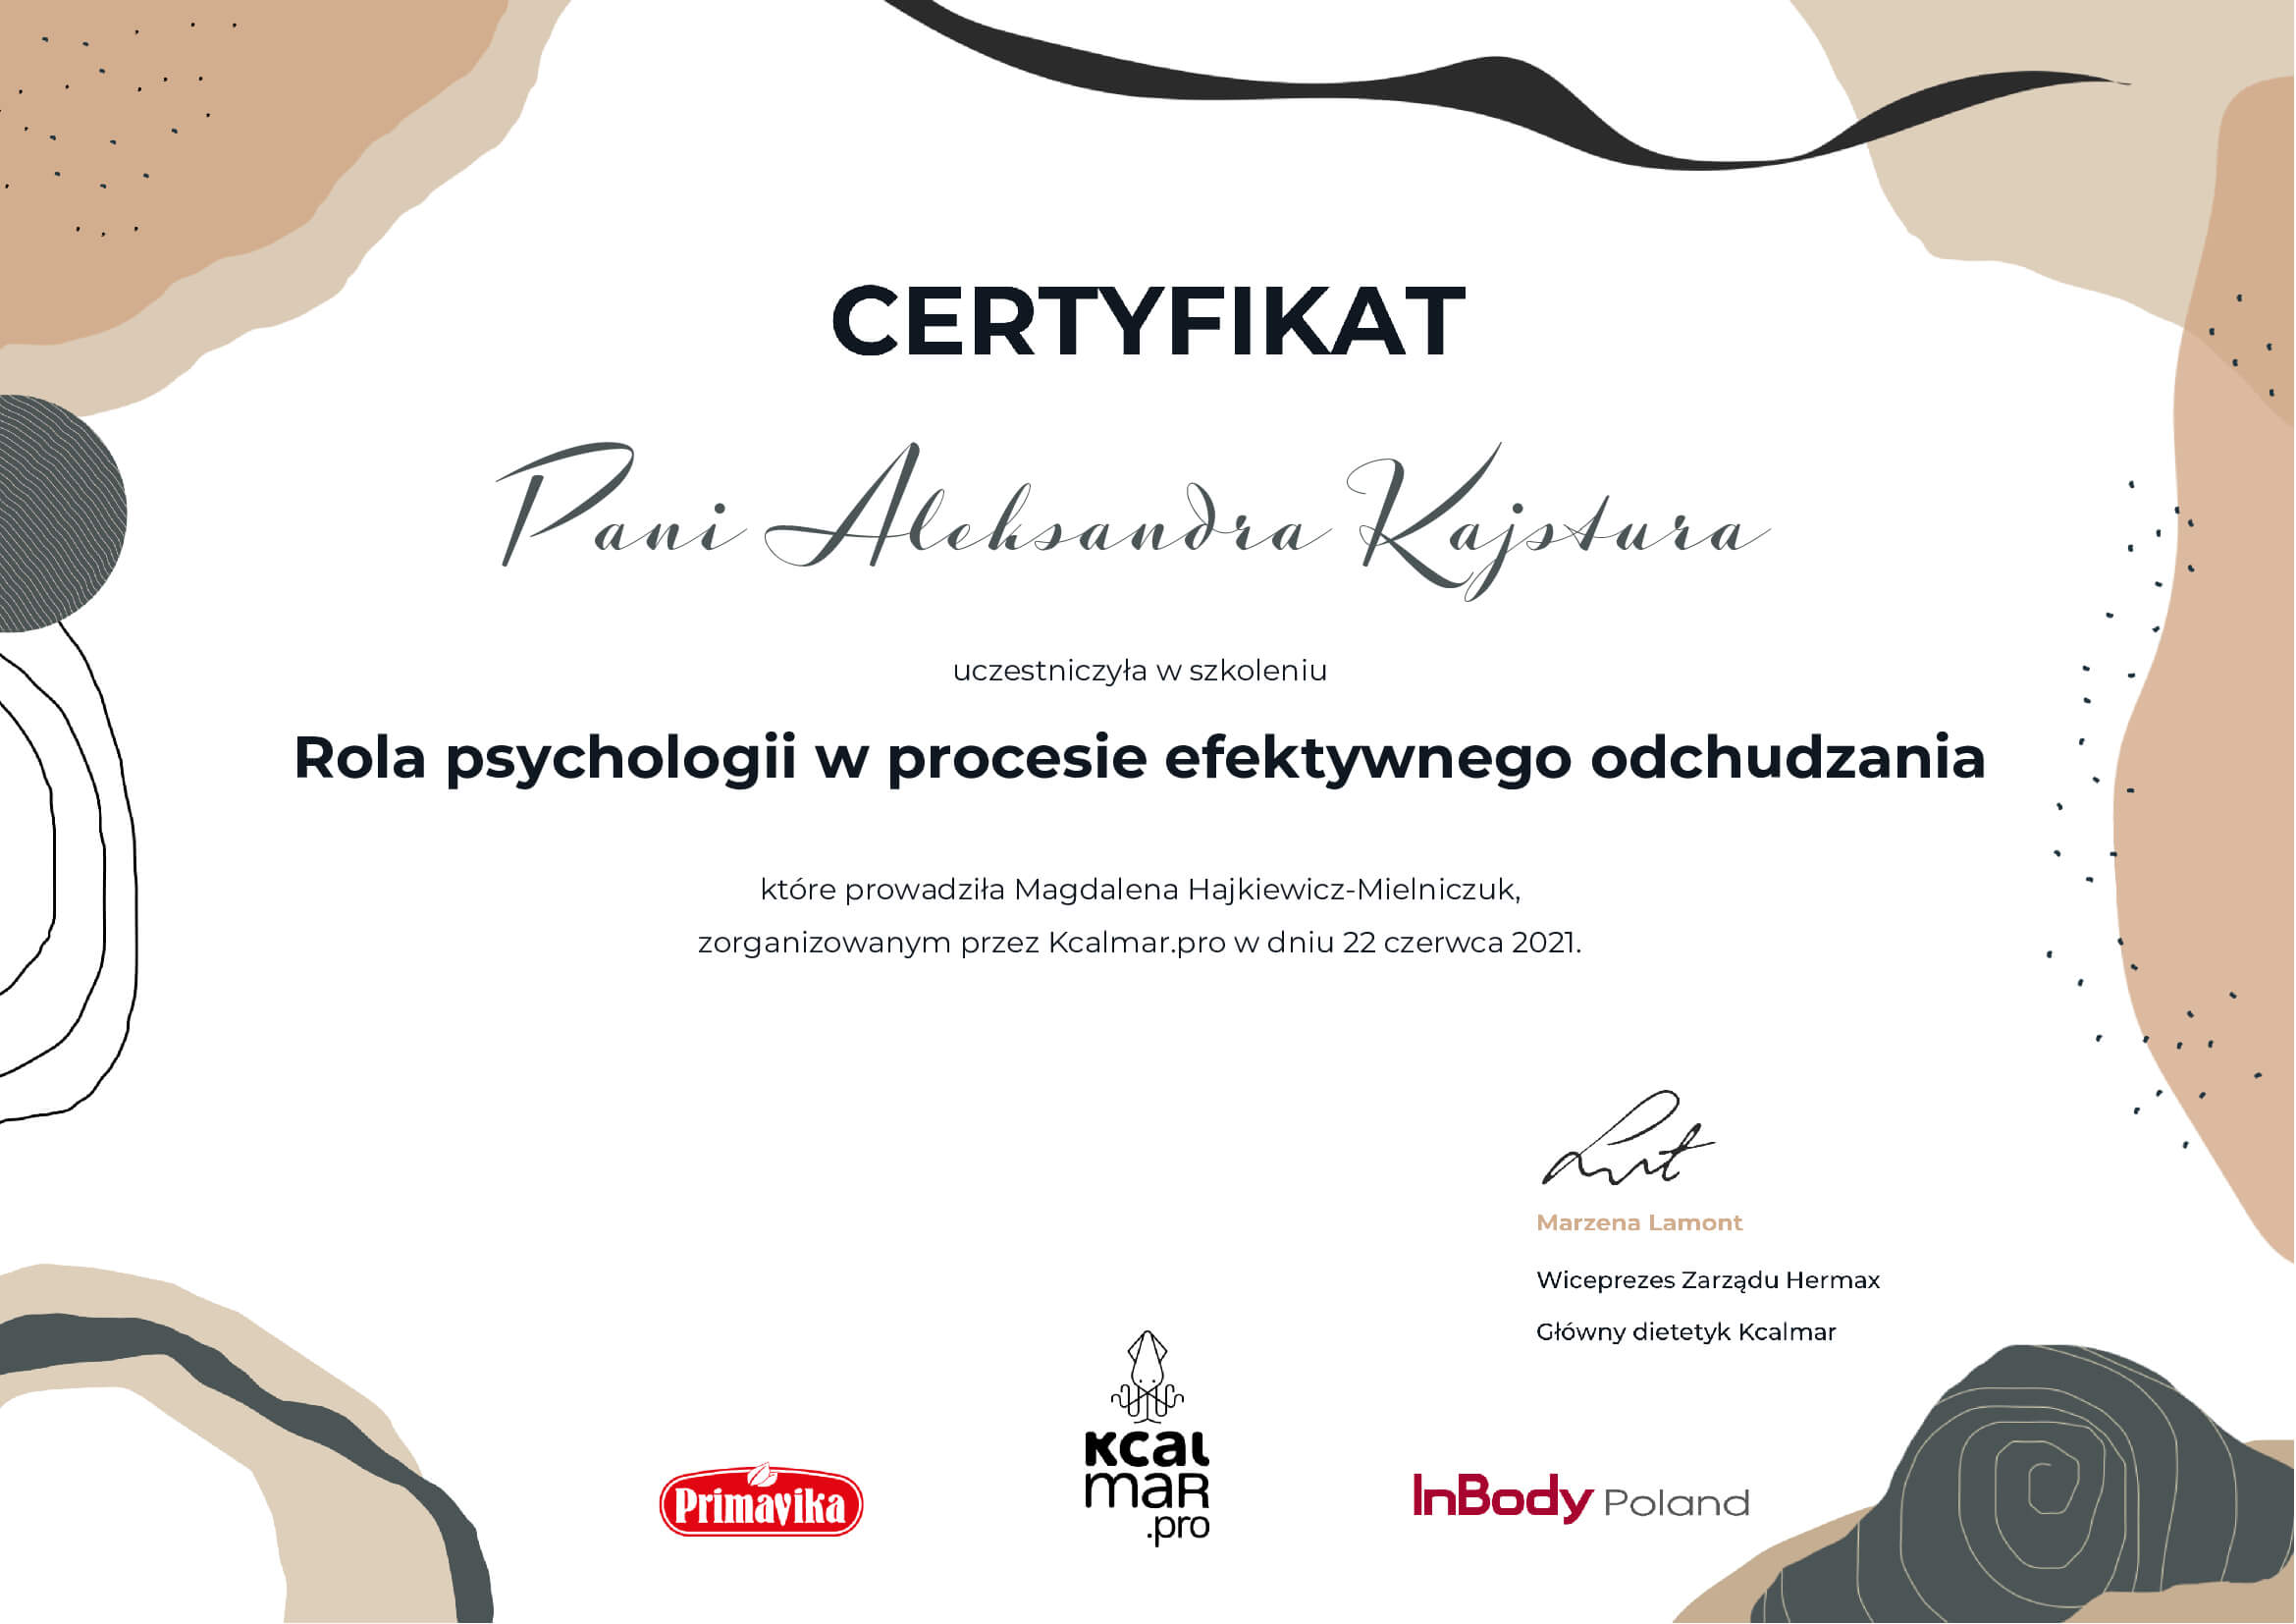 CERTYFIKAT
Pani Aleksandra Kajstura
uczestniczyła w szkoleniu
Rola psychologii w procesie efektywnego odchudzania
które prowadziła Magdalena Hajkiewicz-Mielniczuk,
zorganizowanym przez Kcalmar.pro w dniu 22 czerwca 2021.
Marzena Lamont
Wiceprezes Zarządu Hermax
Główny dietetyk Kcalmar
Primavika
Kcal
maR
.pro
InBody Poland